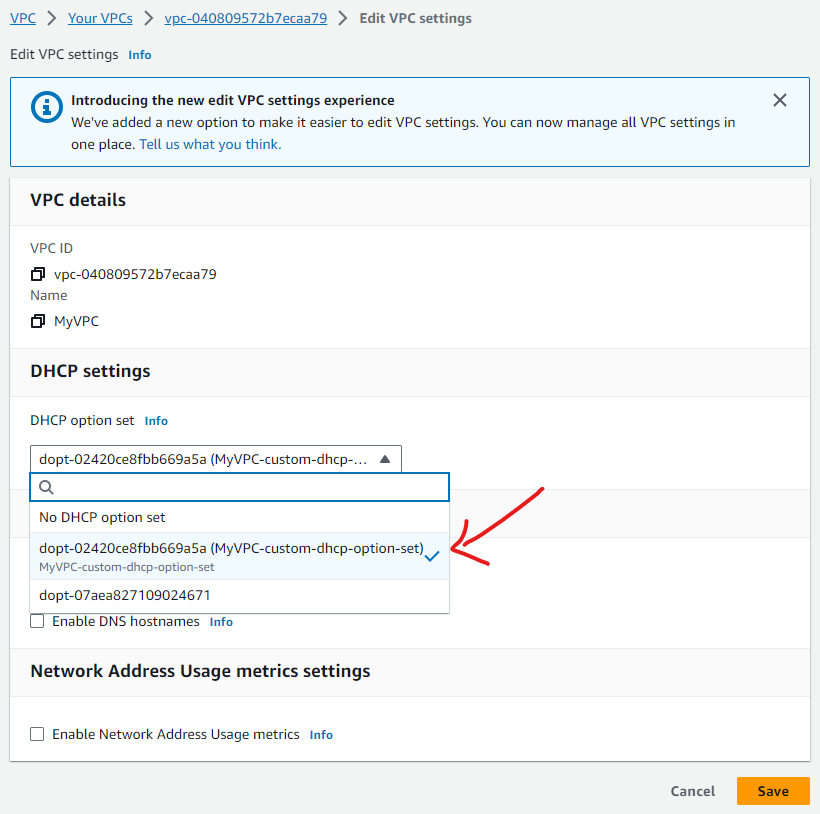 VPC > Your VPCs > vpc-040809572b7ecaa79 > Edit VPC settings
Edit VPC settings Info
Introducing the new edit VPC settings experience
We've added a new option to make it easier to edit VPC settings. You can now manage all VPC settings in
one place. Tell us what you think.
VPC details
VPC ID
vpc-040809572b7ecaa79
Name
MyVPC
DHCP settings
DHCP option set Info
dopt-02420ce8fbb669a5a (MyVPC-custom-dhcp-...
No DHCP option set
dopt-02420ce8fbb669a5a (MyVPC-custom-dhcp-option-set)
MyVPC-custom-dhcp-option-set
dopt-07aea827109024671
Enable DNS hostnames Info
Network Address Usage metrics settings
Enable Network Address Usage metrics Info
Cancel Save